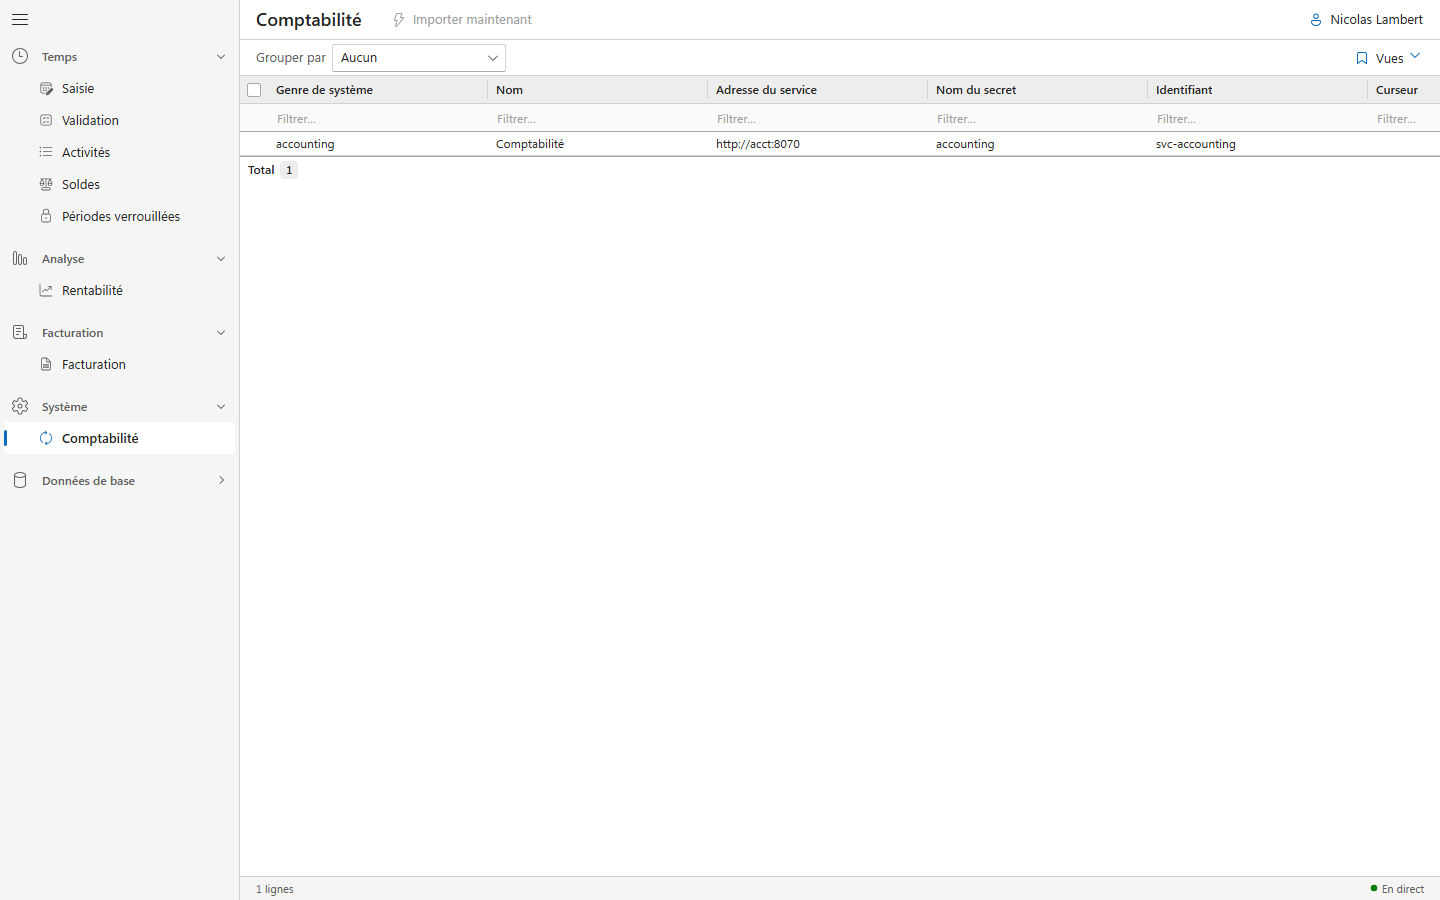 Comptabilité
Importer maintenant
Nicolas Lambert
Temps
Saisie
Validation
Activités
Soldes
Périodes verrouillées
Analyse
Rentabilité
Facturation
Facturation
Système
Comptabilité
Données de base
Grouper par
Aucun
Vues
Genre de système Nom Adresse du service Nom du secret Identifiant Curseur
Filtrer... Filtrer... Filtrer... Filtrer... Filtrer... Filtrer...
accounting Comptabilité http://acct:8070 accounting svc-accounting
Total 1
1 lignes
En direct